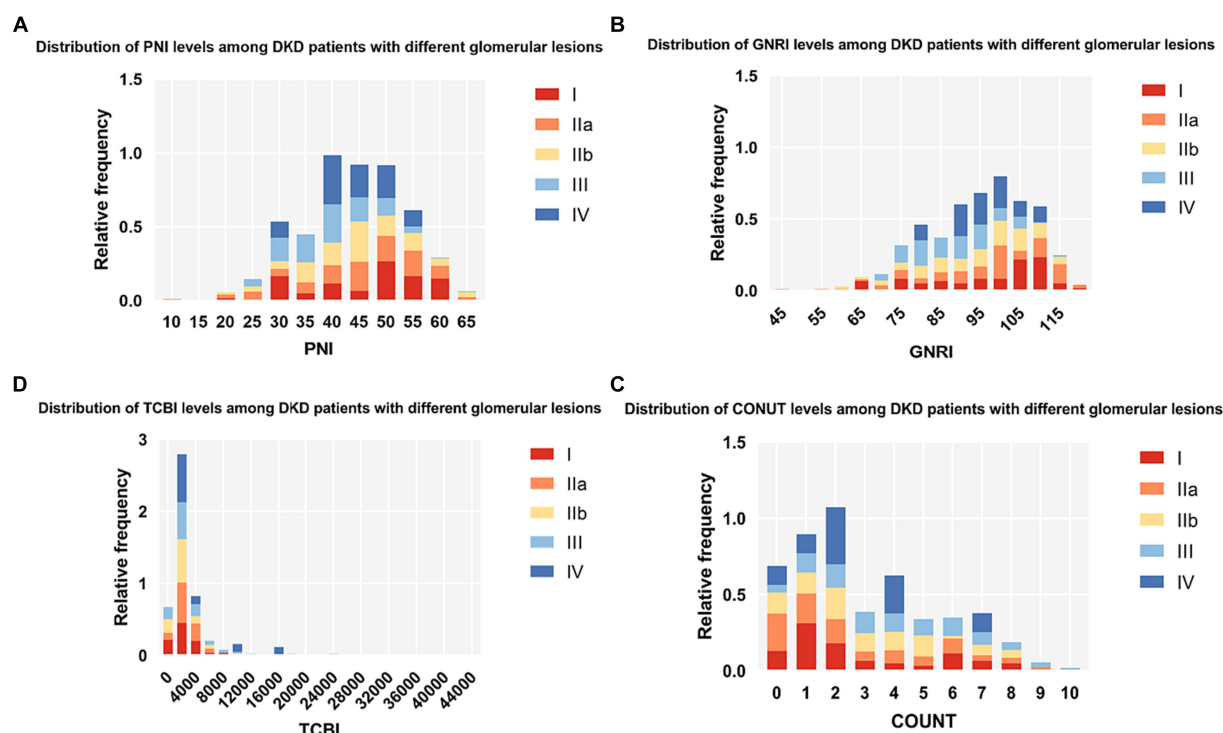 A
Distribution of PNI levels among DKD patients with different glomerular lesions
1.5
1.0
0.5
0.0
Relative frequency
10 15 20 25 30 35 40 45 50 55 60 65
PNI
I
IIa
IIb
III
IV
B
Distribution of GNRI levels among DKD patients with different glomerular lesions
1.5
1.0
0.5
0.0
Relative frequency
45 55 65 75 85 95 105 115
GNRI
I
IIa
IIb
III
IV
D
Distribution of TCBI levels among DKD patients with different glomerular lesions
3
2
1
0
Relative frequency
0 4000 8000 12000 16000 20000 24000 28000 32000 36000 40000 44000
TCBI
I
IIa
IIb
III
IV
C
Distribution of CONUT levels among DKD patients with different glomerular lesions
1.5
1.0
0.5
0.0
Relative frequency
0 1 2 3 4 5 6 7 8 9 10
COUNT
I
IIa
IIb
III
IV